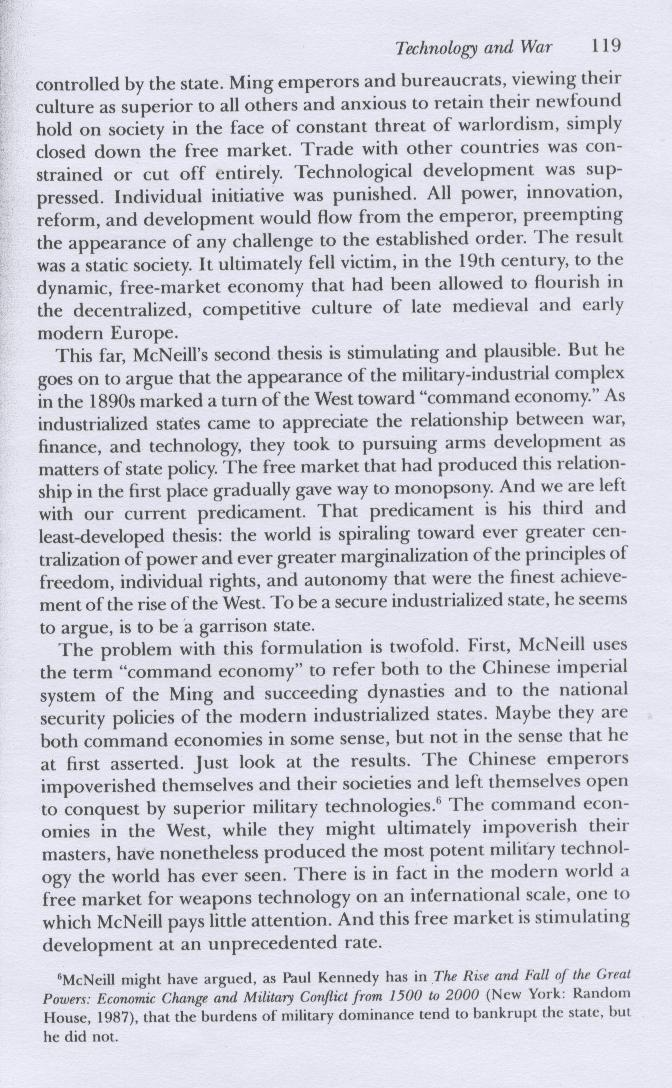 Technology and War 119
controlled by the state. Ming emperors and bureaucrats, viewing their
culture as superior to all others and anxious to retain their newfound
hold on society in the face of constant threat of warlordism, simply
closed down the free market. Trade with other countries was con-
strained or cut off entirely. Technological development was sup-
pressed. Individual initiative was punished. All power, innovation,
reform, and development would flow from the emperor, preempting
the appearance of any challenge to the established order. The result
was a static society. It ultimately fell victim, in the 19th century, to the
dynamic, free-market economy that had been allowed to flourish in
the decentralized, competitive culture of late medieval and early
modern Europe.
This far, McNeill's second thesis is stimulating and plausible. But he
goes on to argue that the appearance of the military-industrial complex
in the 1890s marked a turn of the West toward “command economy.” As
industrialized states came to appreciate the relationship between war,
finance, and technology, they took to pursuing arms development as
matters of state policy. The free market that had produced this relation-
ship in the first place gradually gave way to monopsony. And we are left
with our current predicament. That predicament is his third and
least-developed thesis: the world is spiraling toward ever greater cen-
tralization of power and ever greater marginalization of the principles of
freedom, individual rights, and autonomy that were the finest achieve-
ment of the rise of the West. To be a secure industrialized state, he seems
to argue, is to be a garrison state.
The problem with this formulation is twofold. First, McNeill uses
the term “command economy” to refer both to the Chinese imperial
system of the Ming and succeeding dynasties and to the national
security policies of the modern industrialized states. Maybe they are
both command economies in some sense, but not in the sense that he
at first asserted. Just look at the results. The Chinese emperors
impoverished themselves and their societies and left themselves open
to conquest by superior military technologies.⁶ The command econ-
omies in the West, while they might ultimately impoverish their
masters, have nonetheless produced the most potent military technol-
ogy the world has ever seen. There is in fact in the modern world a
free market for weapons technology on an international scale, one to
which McNeill pays little attention. And this free market is stimulating
development at an unprecedented rate.
⁶McNeill might have argued, as Paul Kennedy has in The Rise and Fall of the Great
Powers: Economic Change and Military Conflict from 1500 to 2000 (New York: Random
House, 1987), that the burdens of military dominance tend to bankrupt the state, but
he did not.